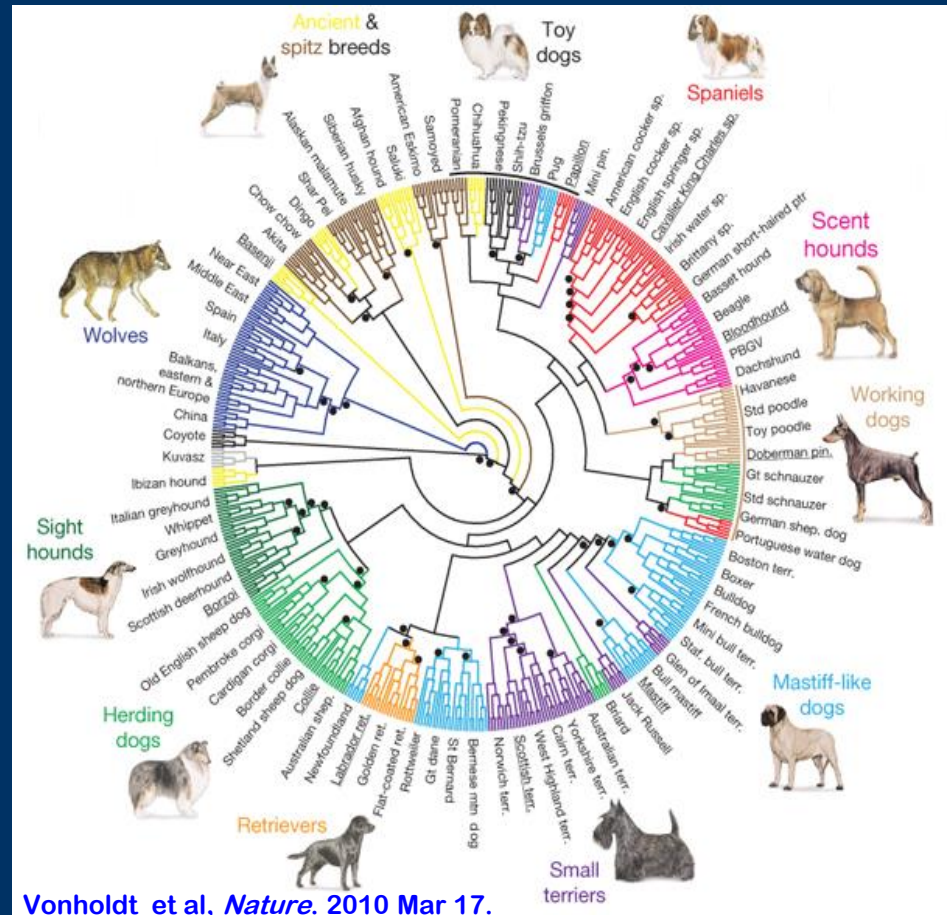 Ancient &
spitz breeds
Toy
dogs
Spaniels
Scent
hounds
Working
dogs
Mastiff-like
dogs
Small
terriers
Retrievers
Herding
dogs
Sight
hounds
Wolves
Basenji
Akita
Chow chow
Dingo
Shar Pei
Alaskan malamute
Siberian husky
Afghan hound
Saluki
American Eskimo
Samoyed
Pomeranian
Chihuahua
Pekingnese
Shih-tzu
Brussels griffon
Pug
Papillon
Mini pin.
American cocker sp.
English cocker sp.
English springer sp.
Cavalier King Charles sp.
Irish water sp.
Brittany sp.
German short-haired ptr
Basset hound
Beagle
Bloodhound
PBGV
Dachshund
Havanese
Std poodle
Toy poodle
Doberman pin.
Gt schnauzer
Std schnauzer
German shep. dog
Portuguese water dog
Boston terr.
Boxer
Bulldog
French bulldog
Mini bull terr.
Staf. bull terr.
Glen of Imaal terr.
Bull mastiff
Mastiff
Jack Russell
Briard
Australian terr.
Yorkshire terr.
Cairn terr.
West Highland terr.
Scottish terr.
Norwich terr.
Bernese mtn dog
St Bernard
Gt dane
Rottweiler
Flat-coated ret.
Golden ret.
Labrador ret.
Newfoundland
Australian shep.
Collie
Shetland sheep dog
Border collie
Cardigan corgi
Pembroke corgi
Old English sheep dog
Borzoi
Scottish deerhound
Irish wolfhound
Greyhound
Whippet
Italian greyhound
Ibizan hound
Kuvasz
Coyote
China
Balkans,
eastern &
northern Europe
Italy
Spain
Middle East
Near East
Vonholdt et al, Nature. 2010 Mar 17.